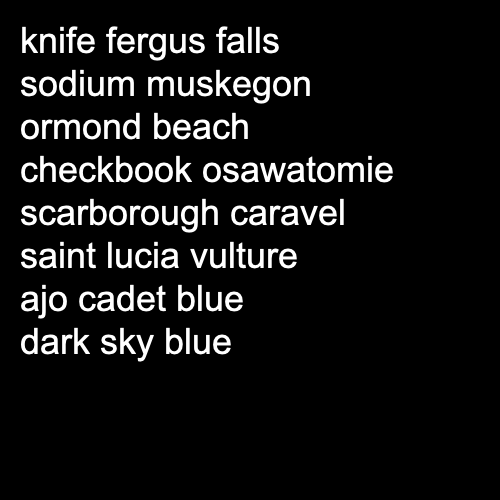 knife fergus falls
sodium muskegon
ormond beach
checkbook osawatomie
scarborough caravel
saint lucia vulture
ajo cadet blue
dark sky blue